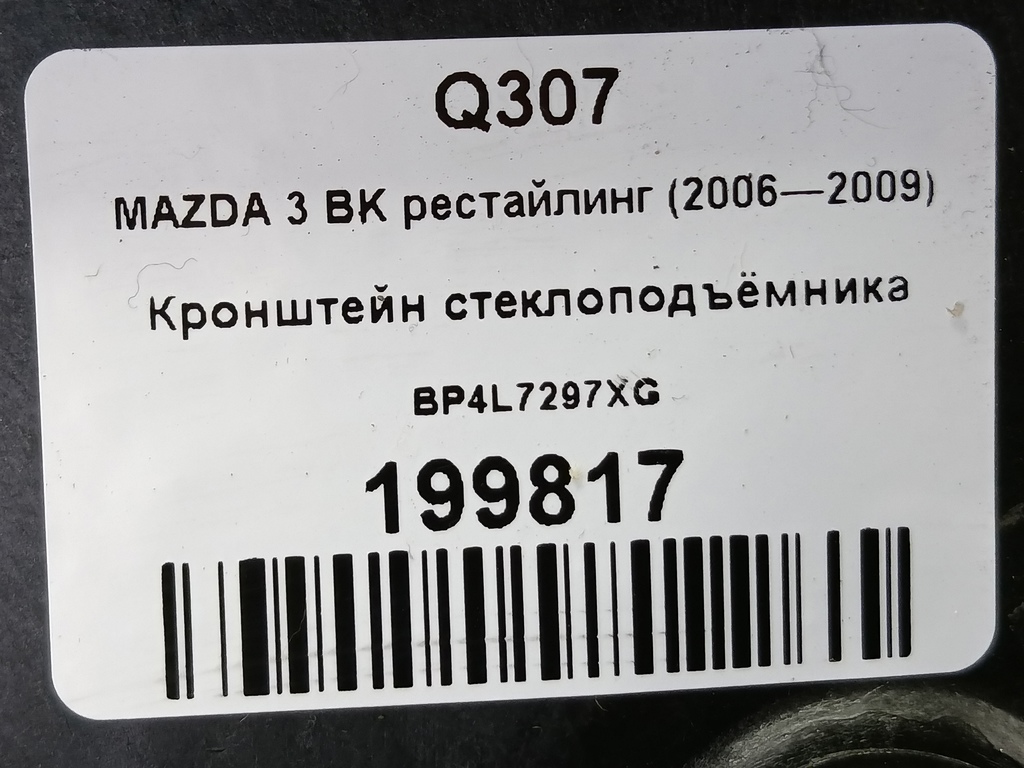 Q307
MAZDA 3 BK рестайлинг (2006—2009)
Кронштейн стеклоподъёмника
BP4L7297XG
199817